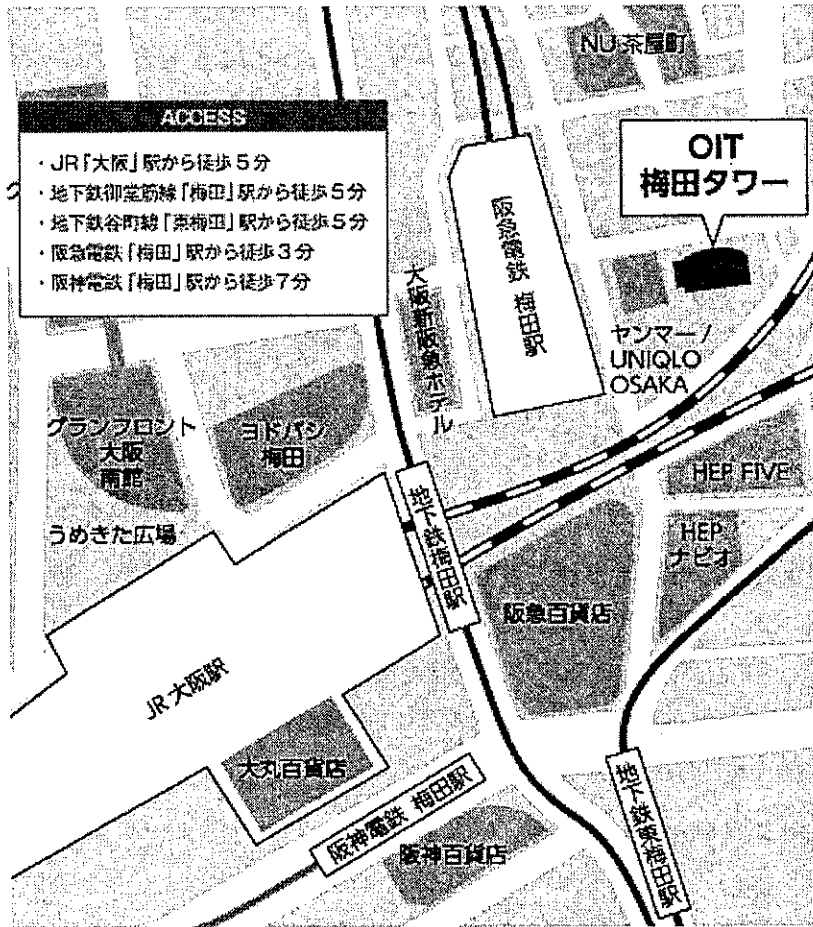 NU 茶屋町
ACCESS
・JR「大阪」駅から徒歩5分
・地下鉄御堂筋線「梅田」駅から徒歩5分
・地下鉄谷町線「東梅田」駅から徒歩5分
・阪急電鉄「梅田」駅から徒歩3分
・阪神電鉄「梅田」駅から徒歩7分
OIT
梅田タワー
阪急電鉄 梅田駅
大阪新阪急ホテル
ヤンマー/
UNIQLO
OSAKA
グランフロント
大阪
南館
ヨドバシ
梅田
うめきた広場
地下鉄梅田駅
HEP FIVE
HEP
ナビオ
阪急百貨店
JR 大阪駅
大丸百貨店
阪神電鉄 梅田駅
阪神百貨店
地下鉄東梅田駅